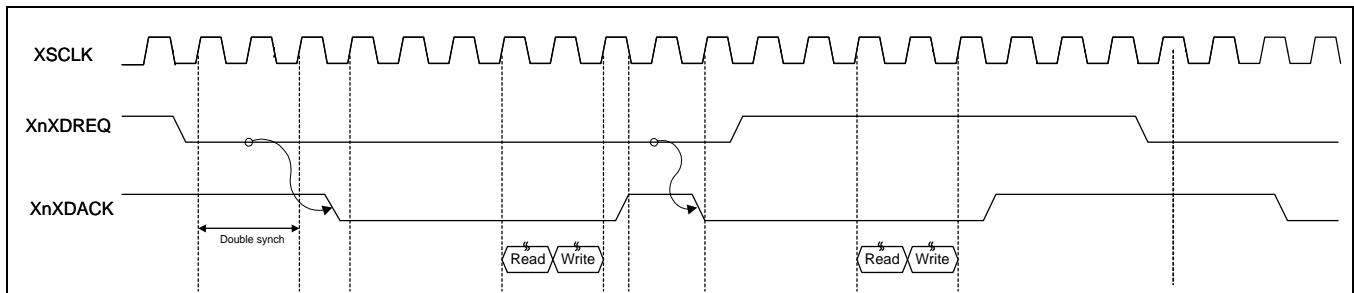 XSCLK
XnXDREQ
XnXDACK
Double synch
Read Write Read Write